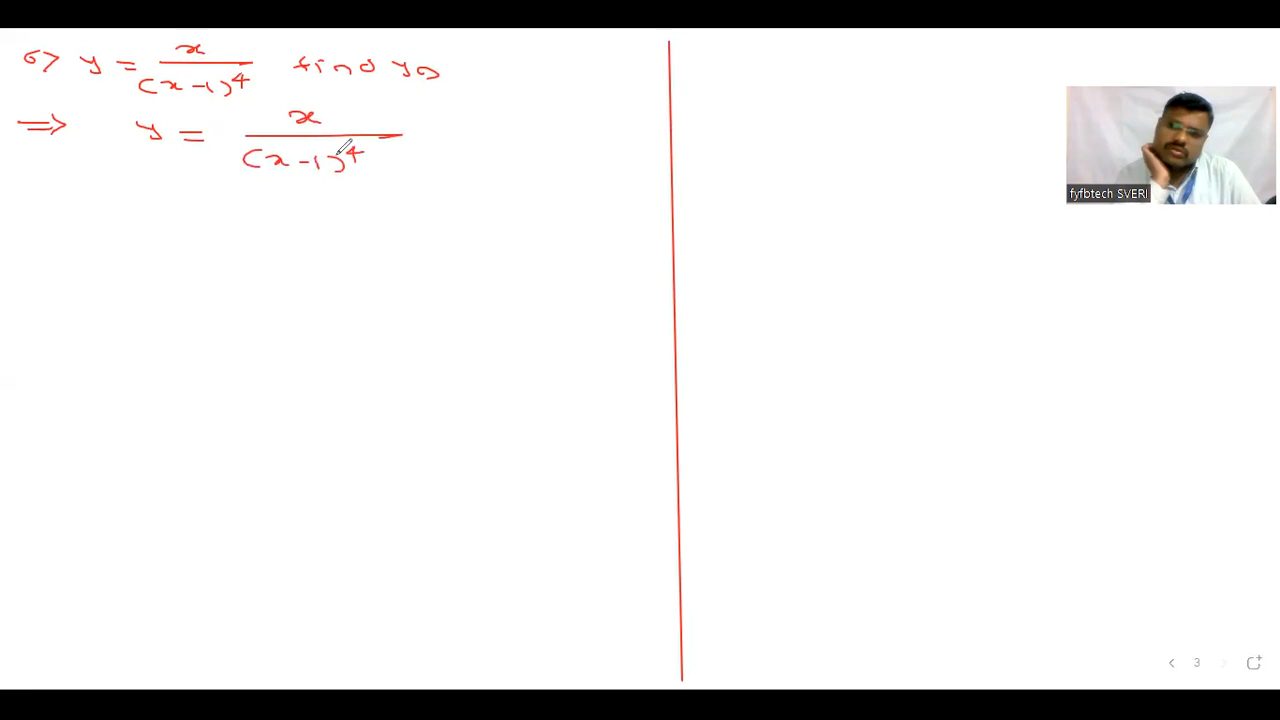 6> y = x/(x-1)^4 find yn
⇒ y = x/(x-1)^4
fyfbtech SVERI
3